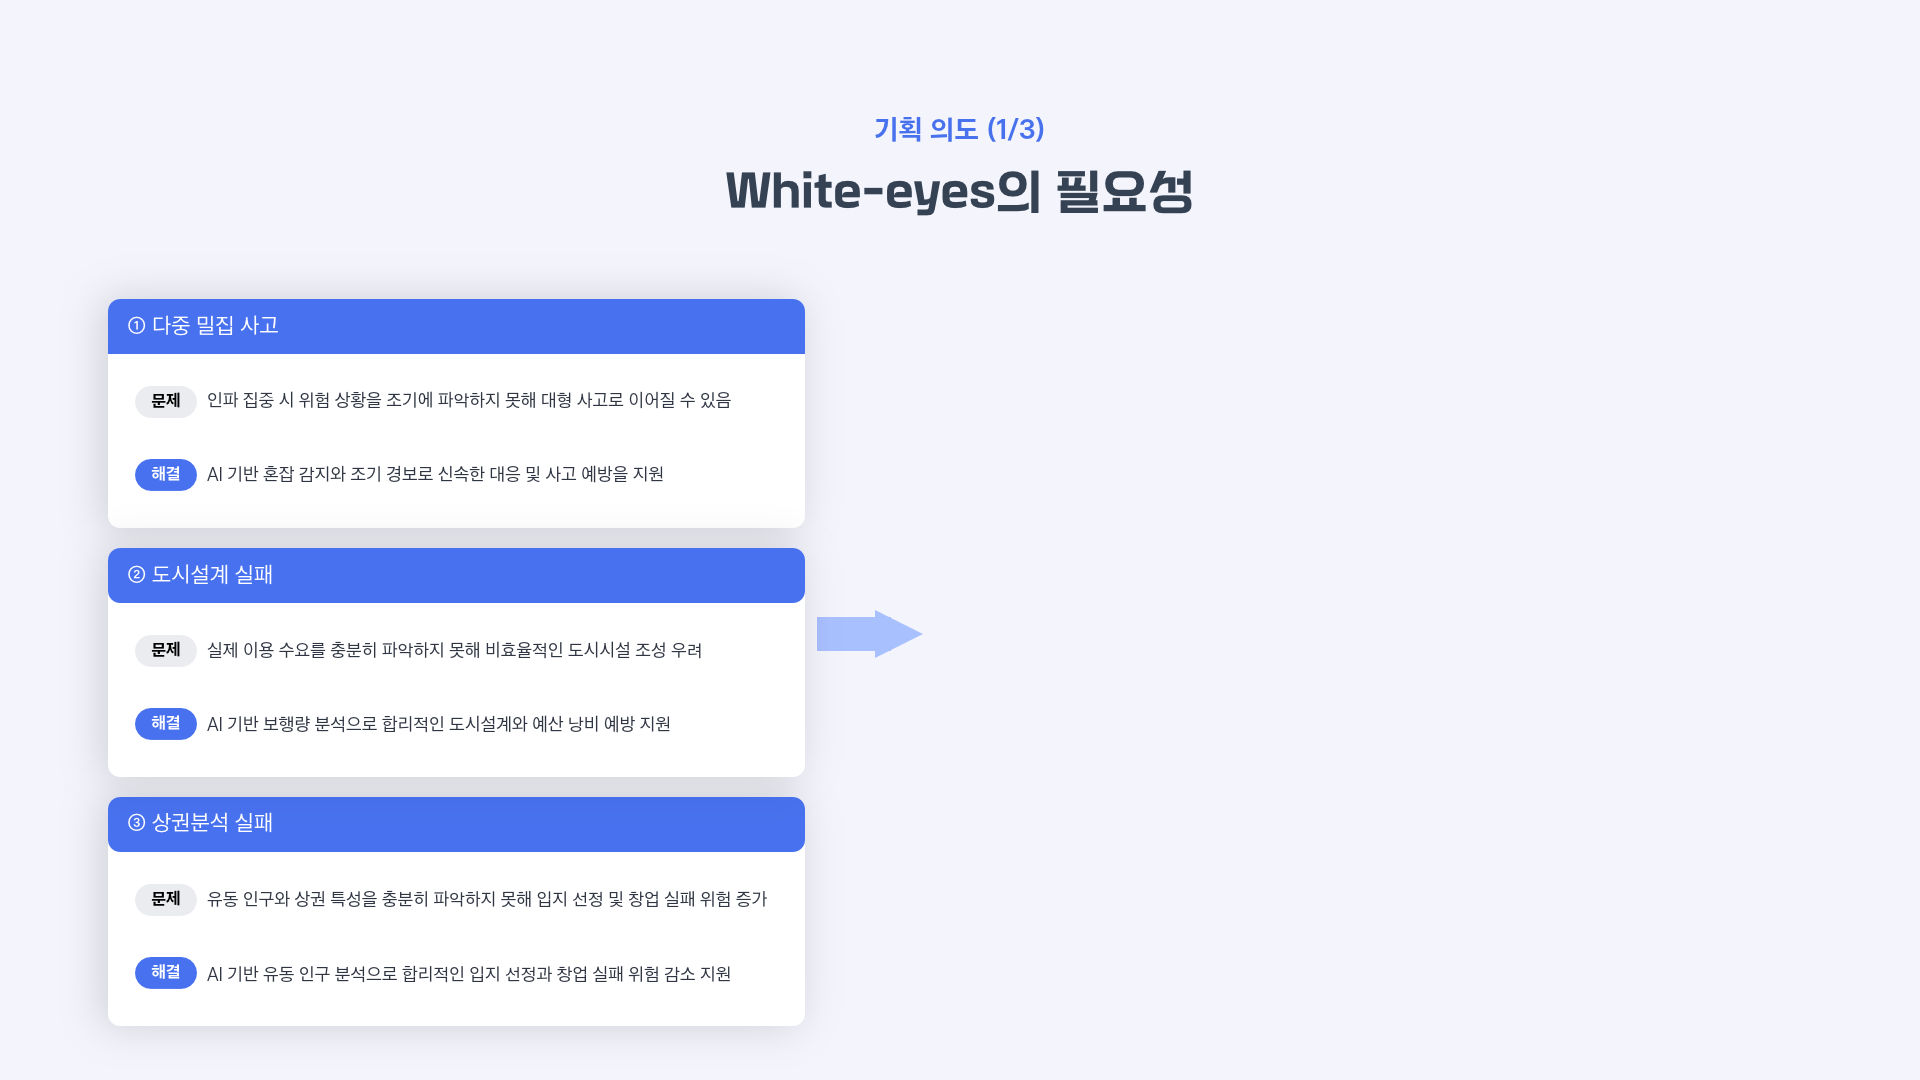 기획 의도 (1/3)
White-eyes의 필요성
① 다중 밀집 사고
문제 인파 집중 시 위험 상황을 조기에 파악하지 못해 대형 사고로 이어질 수 있음
해결 AI 기반 혼잡 감지와 조기 경보로 신속한 대응 및 사고 예방을 지원
② 도시설계 실패
문제 실제 이용 수요를 충분히 파악하지 못해 비효율적인 도시시설 조성 우려
해결 AI 기반 보행량 분석으로 합리적인 도시설계와 예산 낭비 예방 지원
③ 상권분석 실패
문제 유동 인구와 상권 특성을 충분히 파악하지 못해 입지 선정 및 창업 실패 위험 증가
해결 AI 기반 유동 인구 분석으로 합리적인 입지 선정과 창업 실패 위험 감소 지원